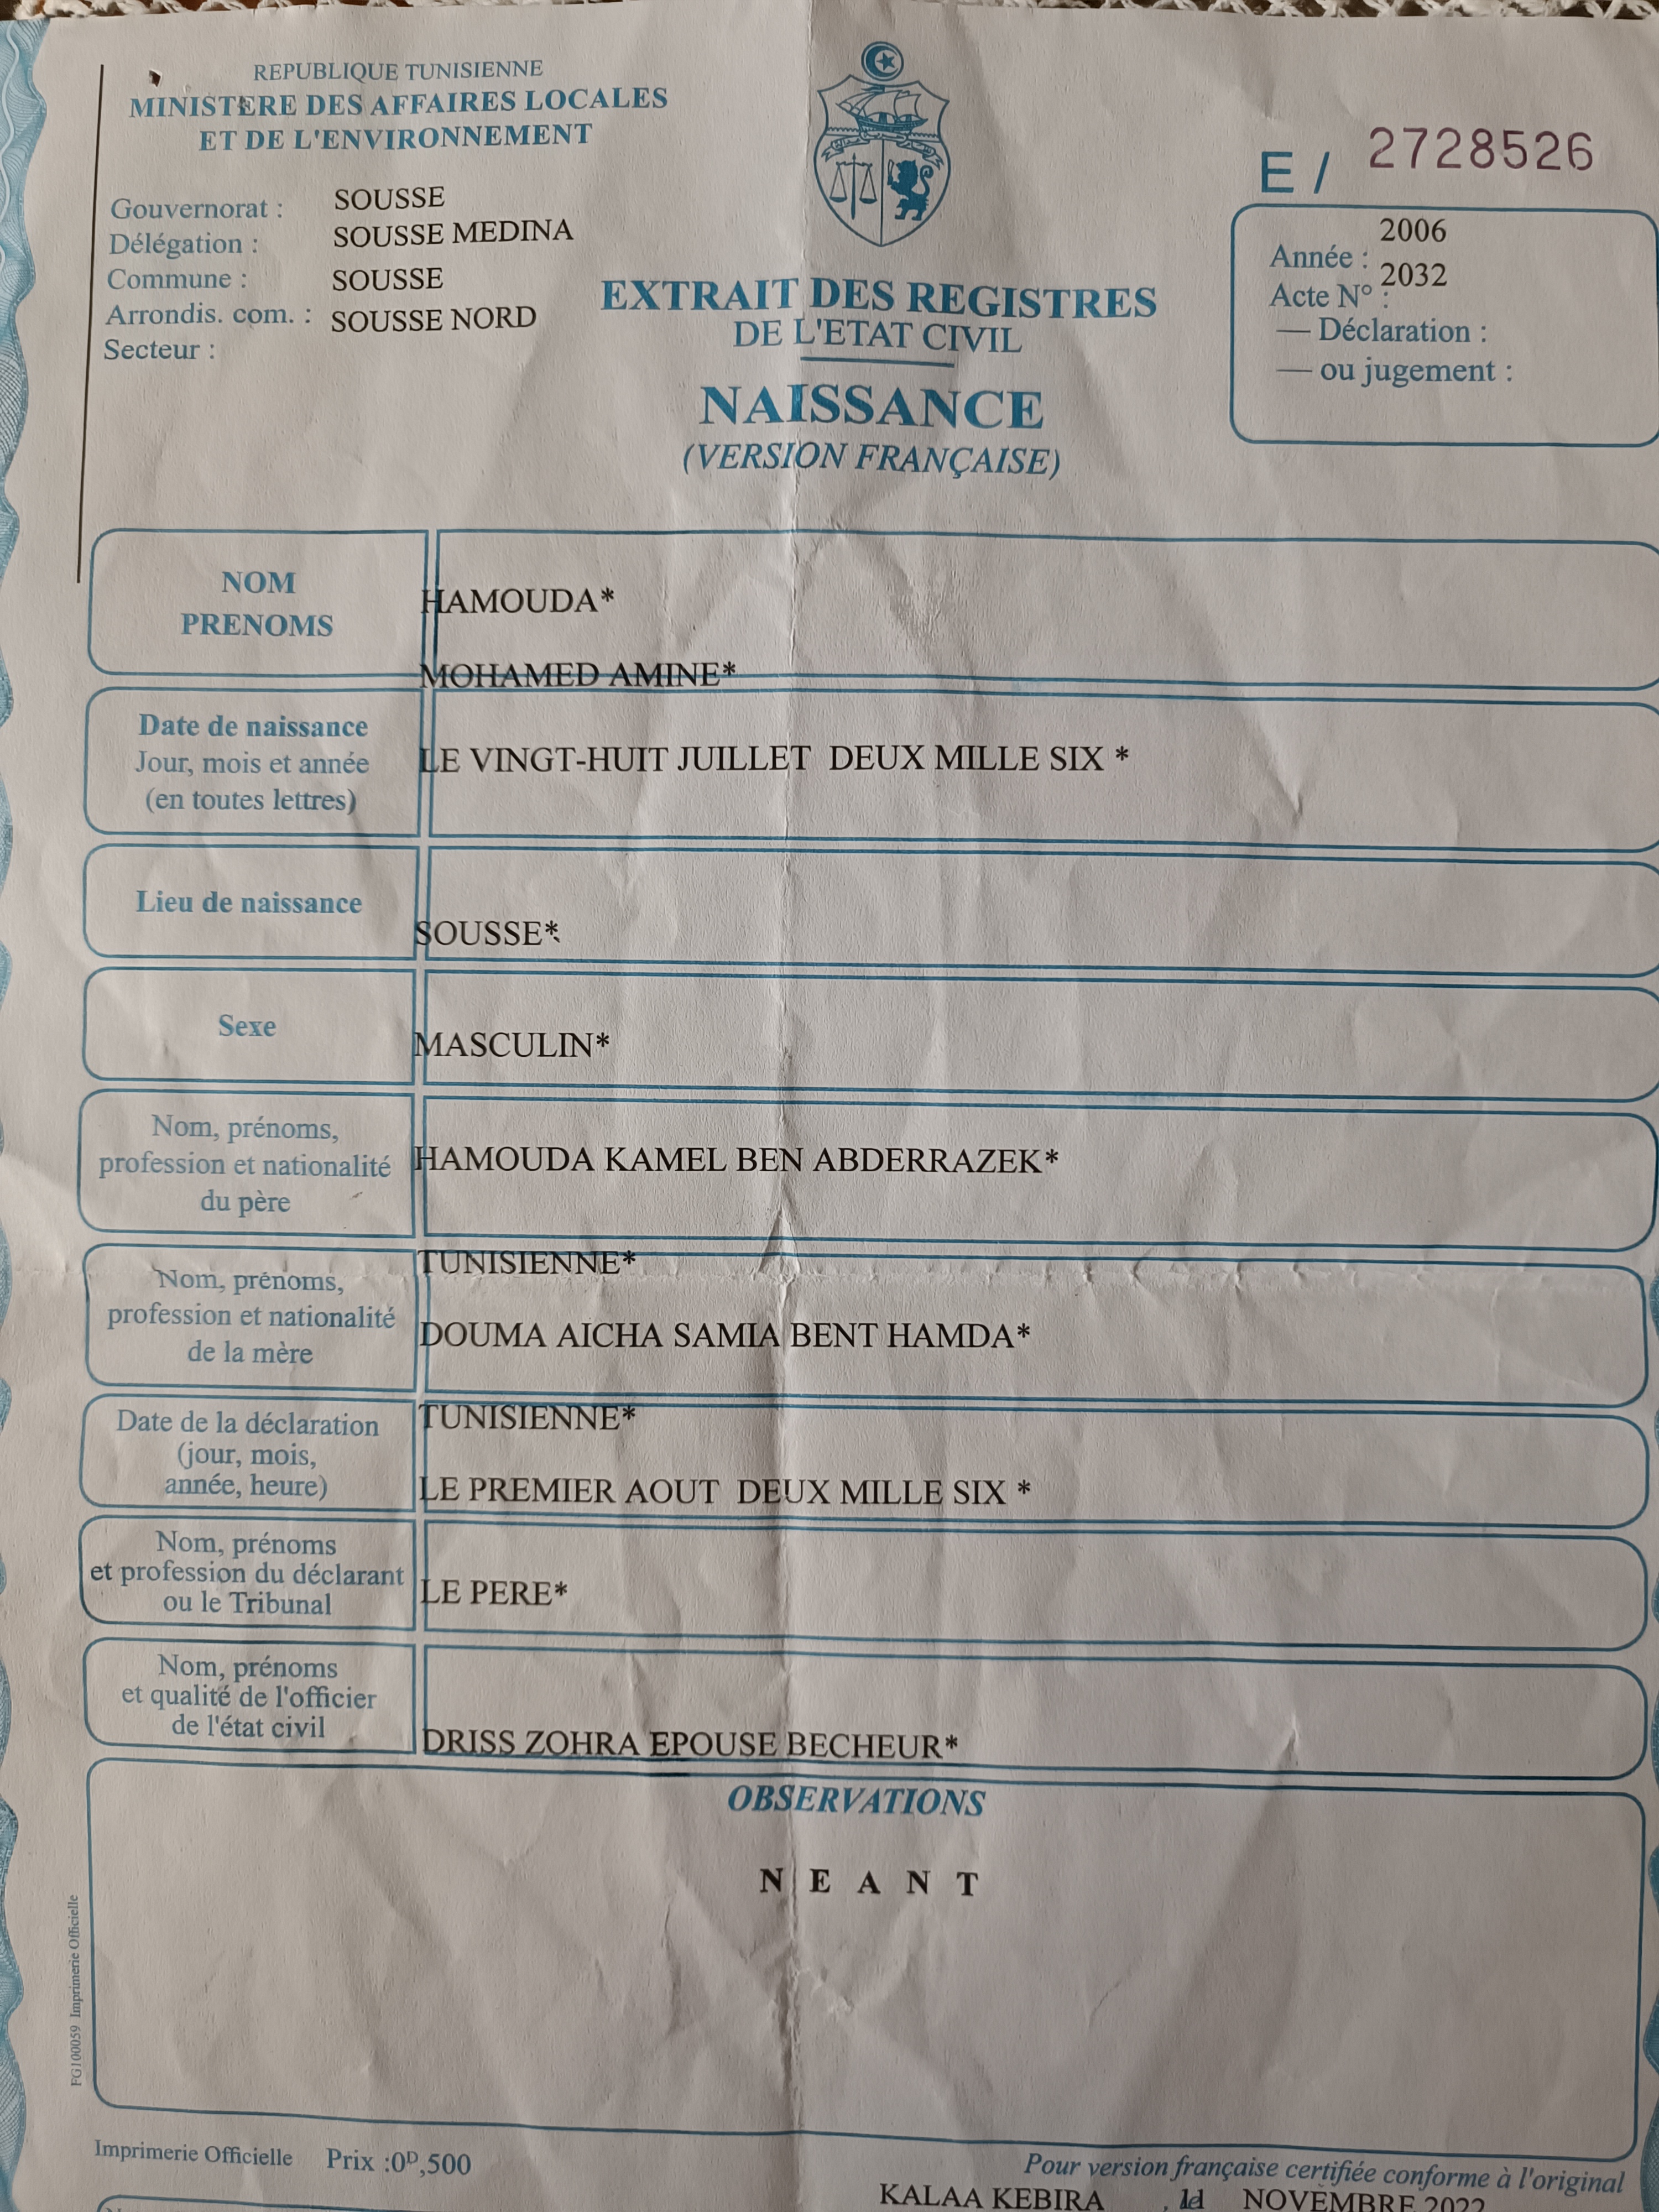 REPUBLIQUE TUNISIENNE
MINISTERE DES AFFAIRES LOCALES
ET DE L'ENVIRONNEMENT
Gouvernorat : SOUSSE
Délégation : SOUSSE MEDINA
Commune : SOUSSE
Arrondis. com. : SOUSSE NORD
Secteur :
E / 2728526
Année : 2006
Acte N° : 2032
— Déclaration :
— ou jugement :
EXTRAIT DES REGISTRES
DE L'ETAT CIVIL
NAISSANCE
(VERSION FRANÇAISE)
NOM
PRENOMS
HAMOUDA*
MOHAMED AMINE*
Date de naissance
Jour, mois et année
(en toutes lettres)
LE VINGT-HUIT JUILLET DEUX MILLE SIX *
Lieu de naissance
SOUSSE*
Sexe
MASCULIN*
Nom, prénoms,
profession et nationalité
du père
HAMOUDA KAMEL BEN ABDERRAZEK*
TUNISIENNE*
Nom, prénoms,
profession et nationalité
de la mère
DOUMA AICHA SAMIA BENT HAMDA*
TUNISIENNE*
Date de la déclaration
(jour, mois,
année, heure)
LE PREMIER AOUT DEUX MILLE SIX *
Nom, prénoms
et profession du déclarant
ou le Tribunal
LE PERE*
Nom, prénoms
et qualité de l'officier
de l'état civil
DRISS ZOHRA EPOUSE BECHEUR*
OBSERVATIONS
N E A N T
FG100059 Imprimerie Officielle
Imprimerie Officielle Prix :0D,500
Pour version française certifiée conforme à l'original
KALAA KEBIRA , NOVEMBRE 2022